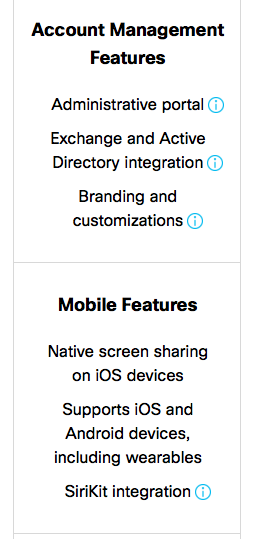 Account Management
Features
Administrative portal
Exchange and Active
Directory integration
Branding and
customizations
Mobile Features
Native screen sharing
on iOS devices
Supports iOS and
Android devices,
including wearables
SiriKit integration